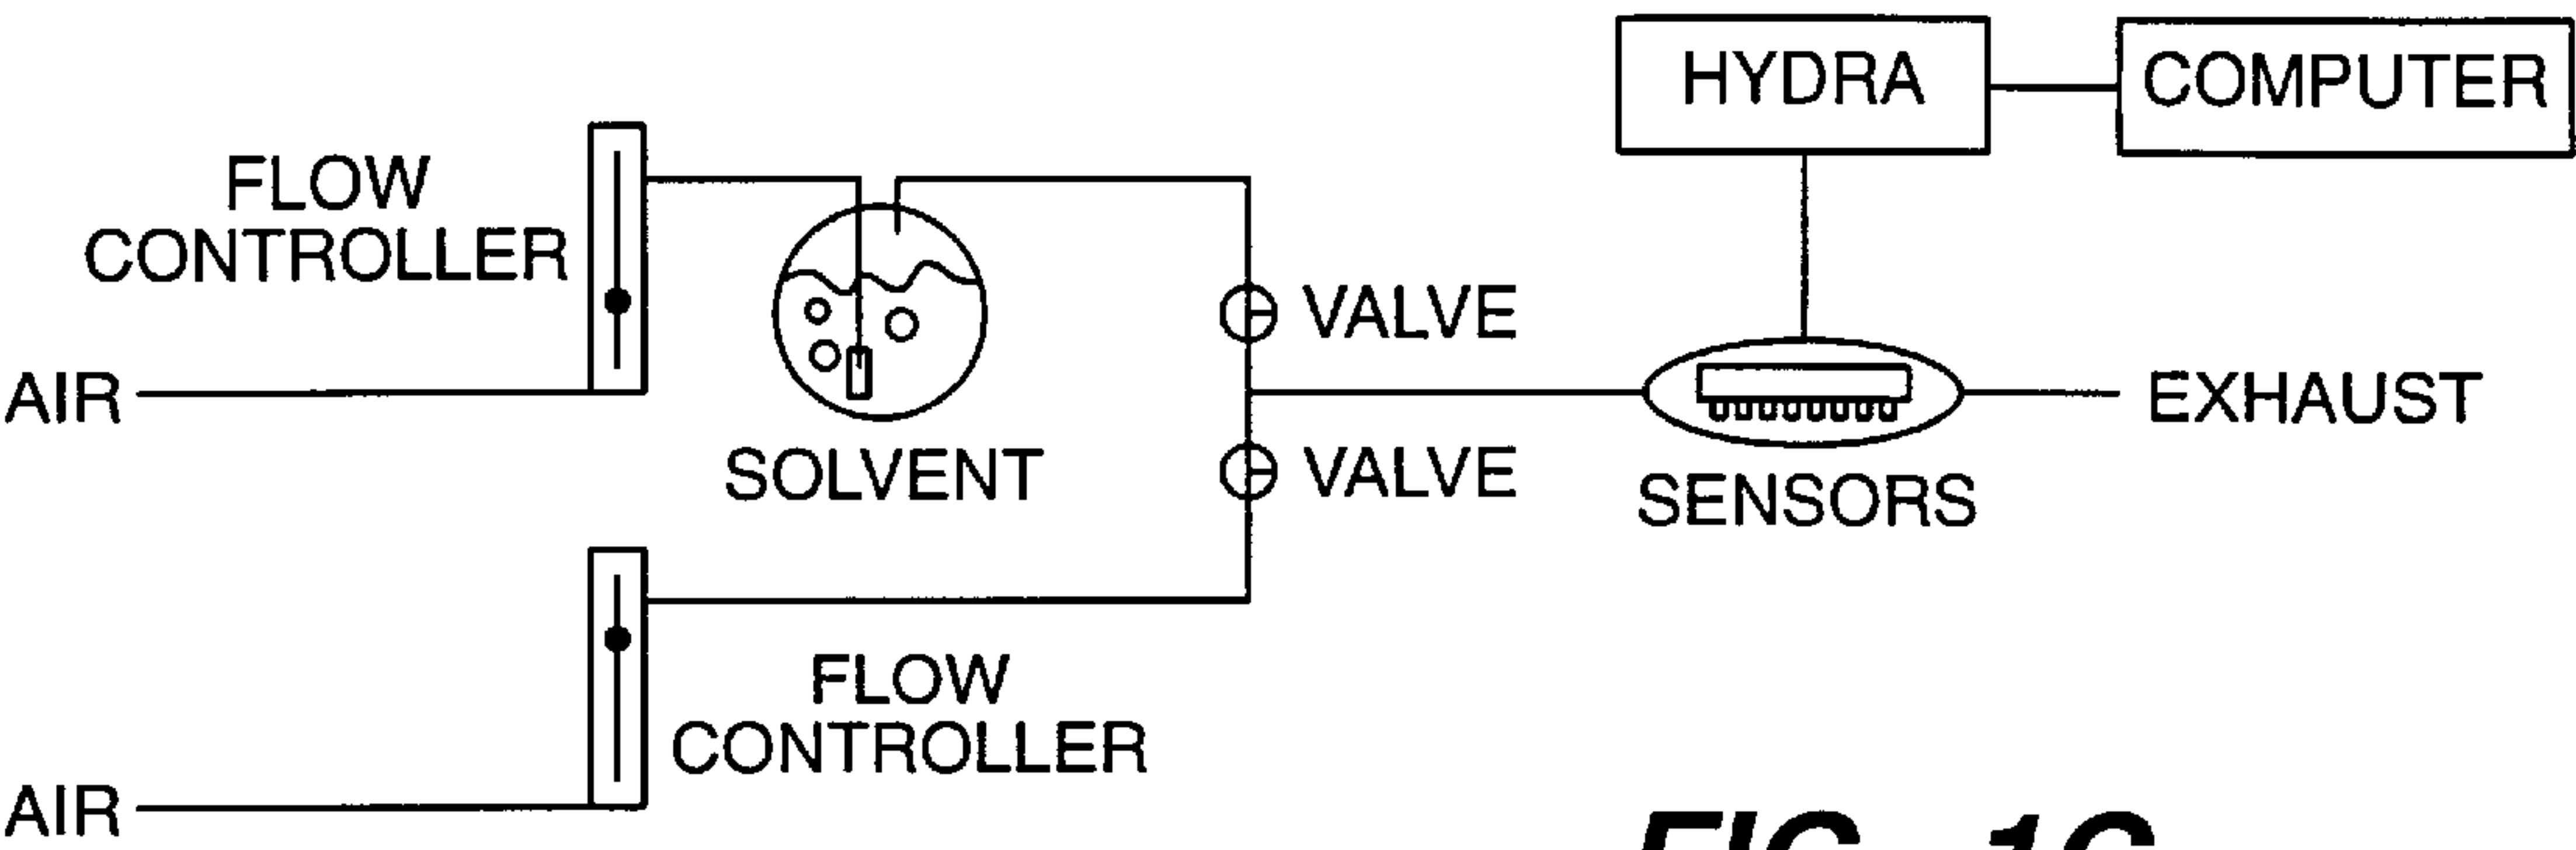 HYDRA
COMPUTER
FLOW
CONTROLLER
VALVE
AIR
EXHAUST
SOLVENT
VALVE
SENSORS
FLOW
CONTROLLER
AIR